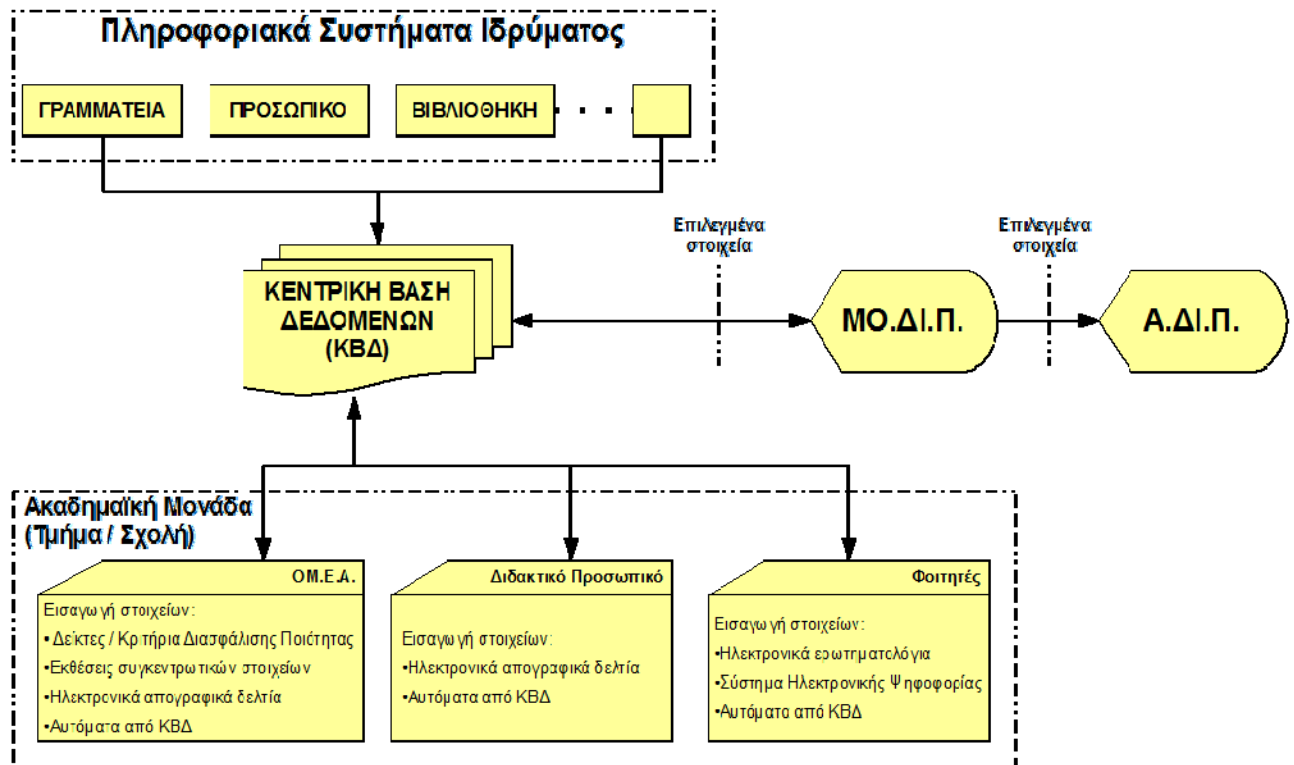 Πληροφοριακά Συστήματα Ιδρύματος
ΓΡΑΜΜΑΤΕΙΑ
ΠΡΟΣΩΠΙΚΟ
ΒΙΒΛΙΟΘΗΚΗ
Επιλεγμένα
στοιχεία
Επιλεγμένα
στοιχεία
ΚΕΝΤΡΙΚΗ ΒΑΣΗ
ΔΕΔΟΜΕΝΩΝ
(ΚΒΔ)
ΜΟ.ΔΙ.Π.
Α.ΔΙ.Π.
Ακαδημαϊκή Μονάδα
(Τμήμα / Σχολή)
ΟΜ.Ε.Α.
Εισαγωγή στοιχείων:
•Δείκτες / Κριτήρια Διασφάλισης Ποιότητας
•Εκθέσεις συγκεντρωτικών στοιχείων
•Ηλεκτρονικά απογραφικά δελτία
•Αυτόματα από ΚΒΔ
Διδακτικό Προσωπικό
Εισαγωγή στοιχείων:
•Ηλεκτρονικά απογραφικά δελτία
•Αυτόματα από ΚΒΔ
Φοιτητές
Εισαγωγή στοιχείων:
•Ηλεκτρονικά ερωτηματολόγια
•Σύστημα Ηλεκτρονικής Ψηφοφορίας
•Αυτόματα από ΚΒΔ